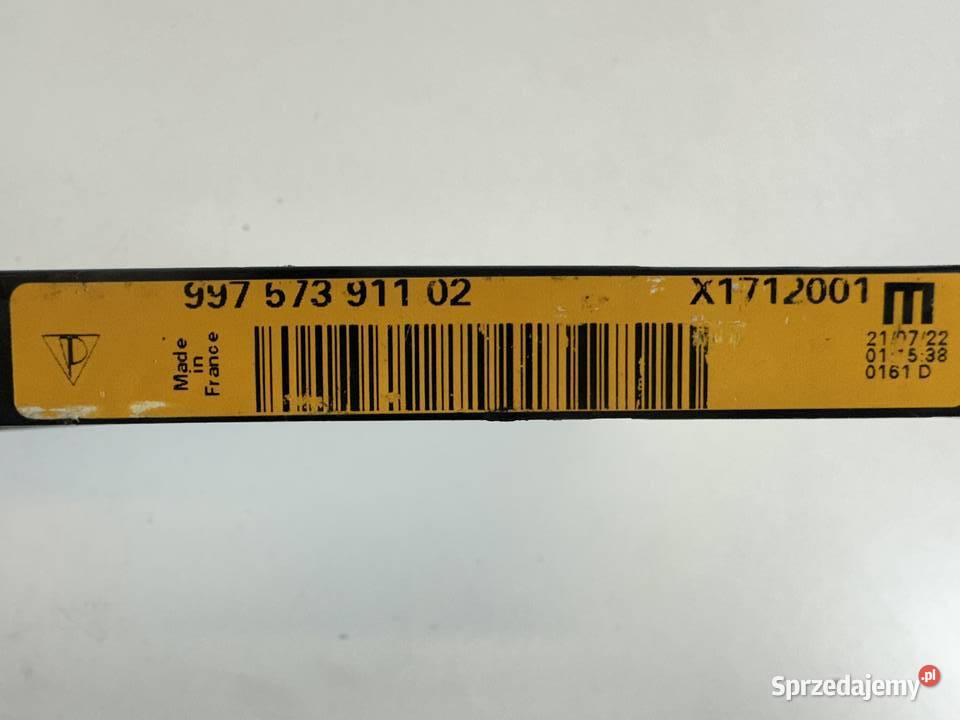 997 573 911 02
X1712001
Made
in
France
21/07/22
0161 D
Sprzedajemy.pl